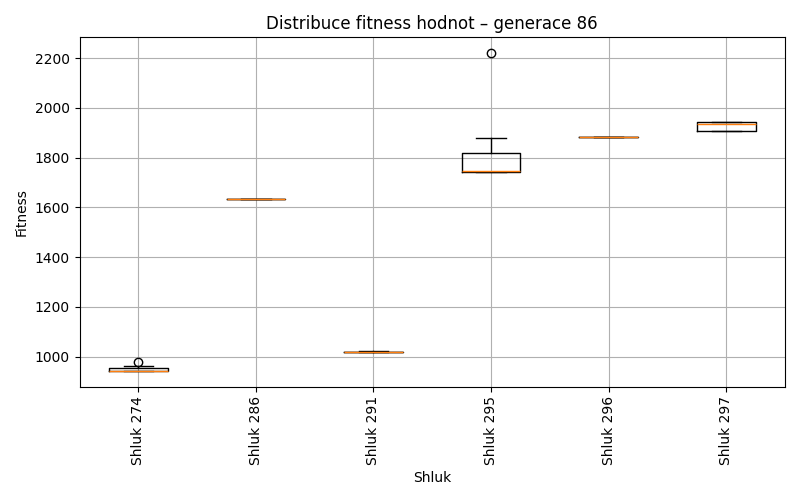 Distribuce fitness hodnot – generace 86
Fitness
2200
2000
1800
1600
1400
1200
1000
Shluk 274
Shluk 286
Shluk 291
Shluk 295
Shluk 296
Shluk 297
Shluk